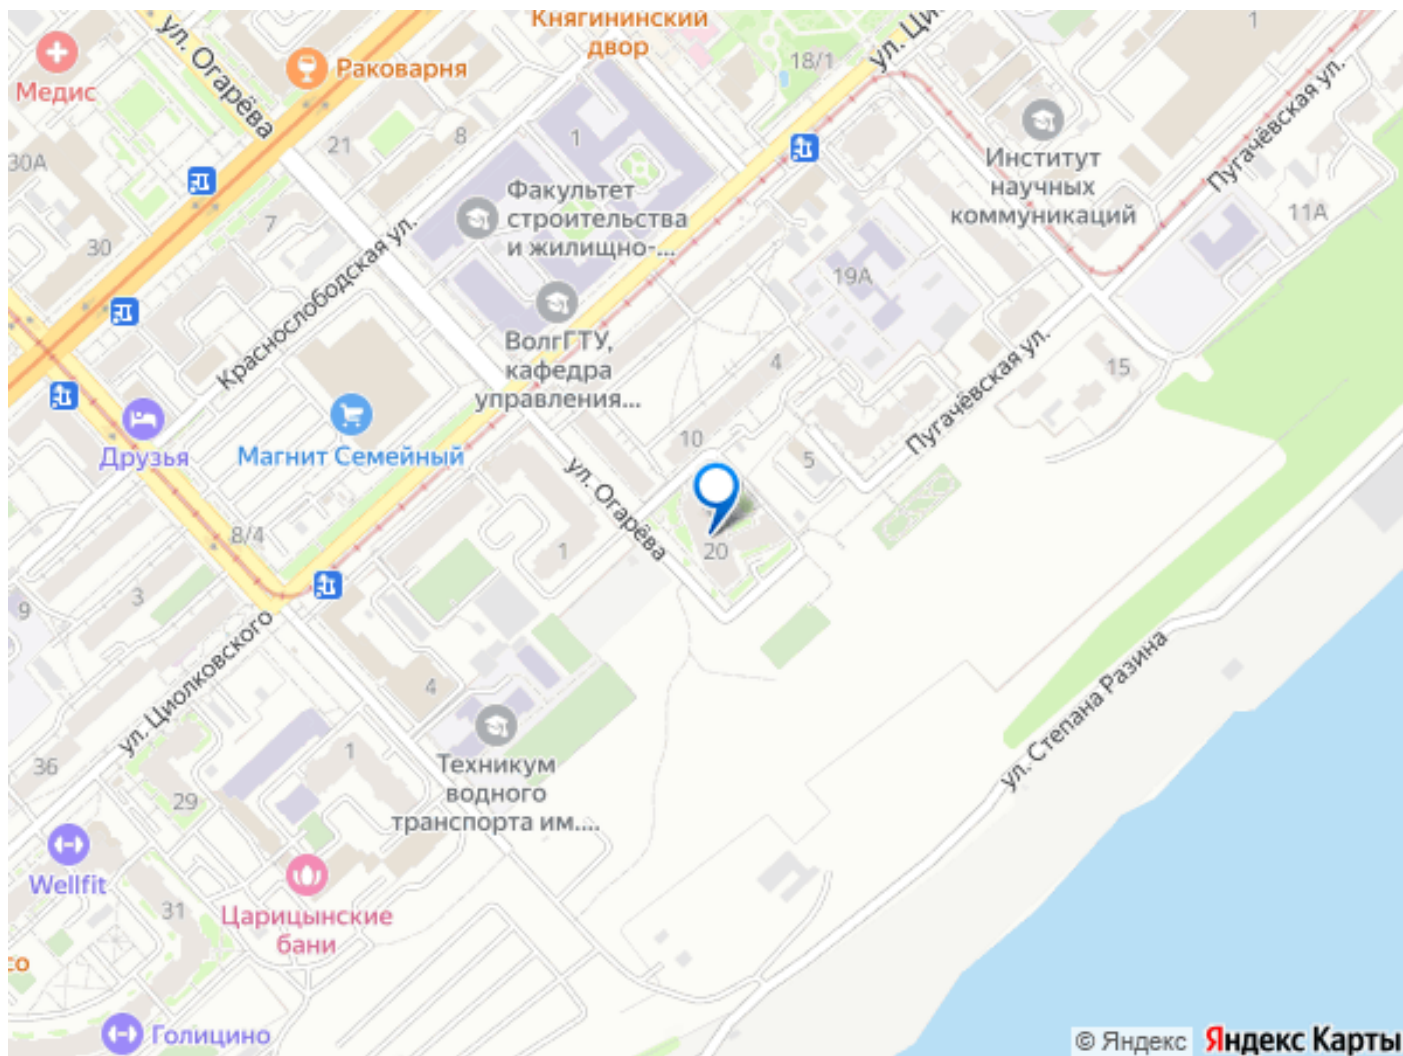 Княгининский
двор
ул. Огарёва
Медис
Раковарня
18/1
ул. Ци
1
30А
21
8
1
Институт
научных
коммуникаций
Пугачёвская ул.
Факультет
строительства
и жилищно-...
11А
7
30
Краснослободская ул.
19А
ВолгГТУ,
кафедра
управления...
4
15
Пугачёвская ул.
Друзья
Магнит Семейный
10
5
ул. Огарёва
8/4
1
20
9
3
ул. Циолковского
4
ул. Степана Разина
1
36
29
Техникум
водного
транспорта им....
Wellfit
31
Царицынские
бани
со
Голицино
© Яндекс Яндекс Карты